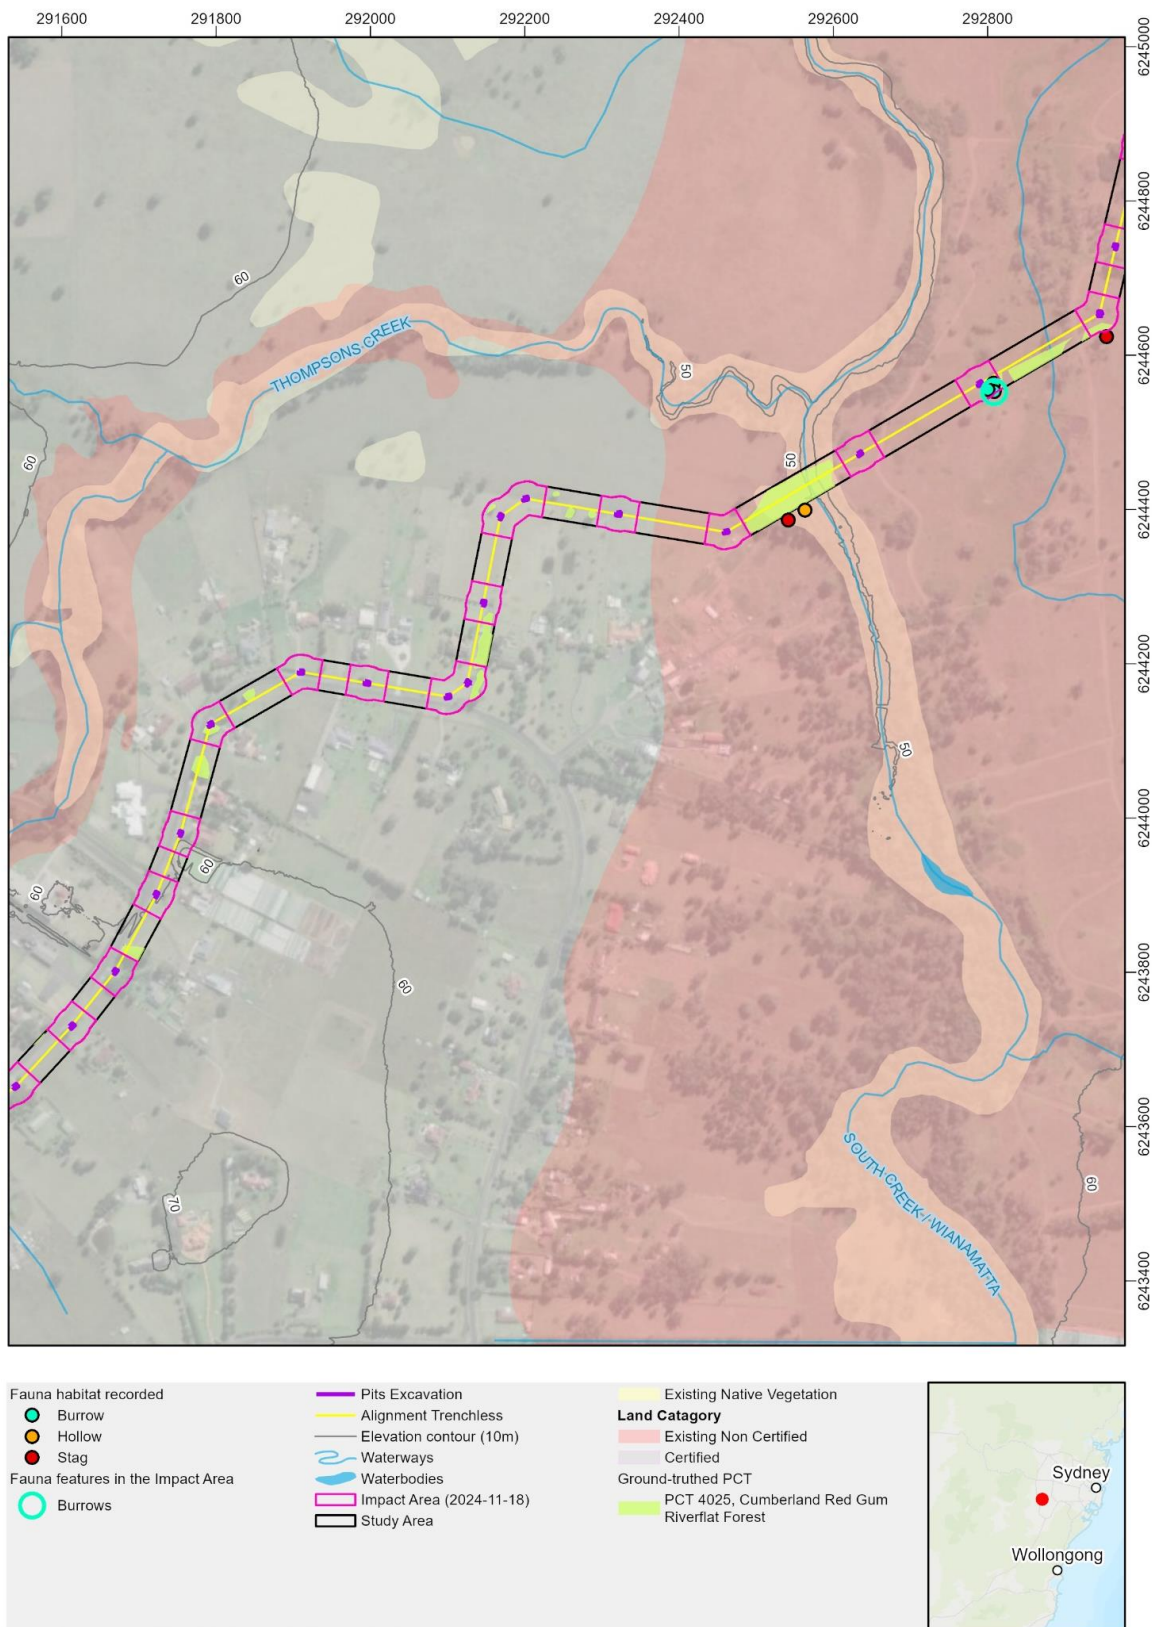 291600
291800
292000
292200
292400
292600
292800
6245000
6244800
6244600
6244400
6244200
6244000
6243800
6243600
6243400
60
THOMPSONS CREEK
50
60
50
50
60
60
60
70
60
SOUTH CREEK / WIANAMATTA
Fauna habitat recorded
Burrow
Hollow
Stag
Fauna features in the Impact Area
Burrows
Pits Excavation
Alignment Trenchless
Elevation contour (10m)
Waterways
Waterbodies
Impact Area (2024-11-18)
Study Area
Existing Native Vegetation
Land Catagory
Existing Non Certified
Certified
Ground-truthed PCT
PCT 4025, Cumberland Red Gum
Riverflat Forest
Sydney
Wollongong